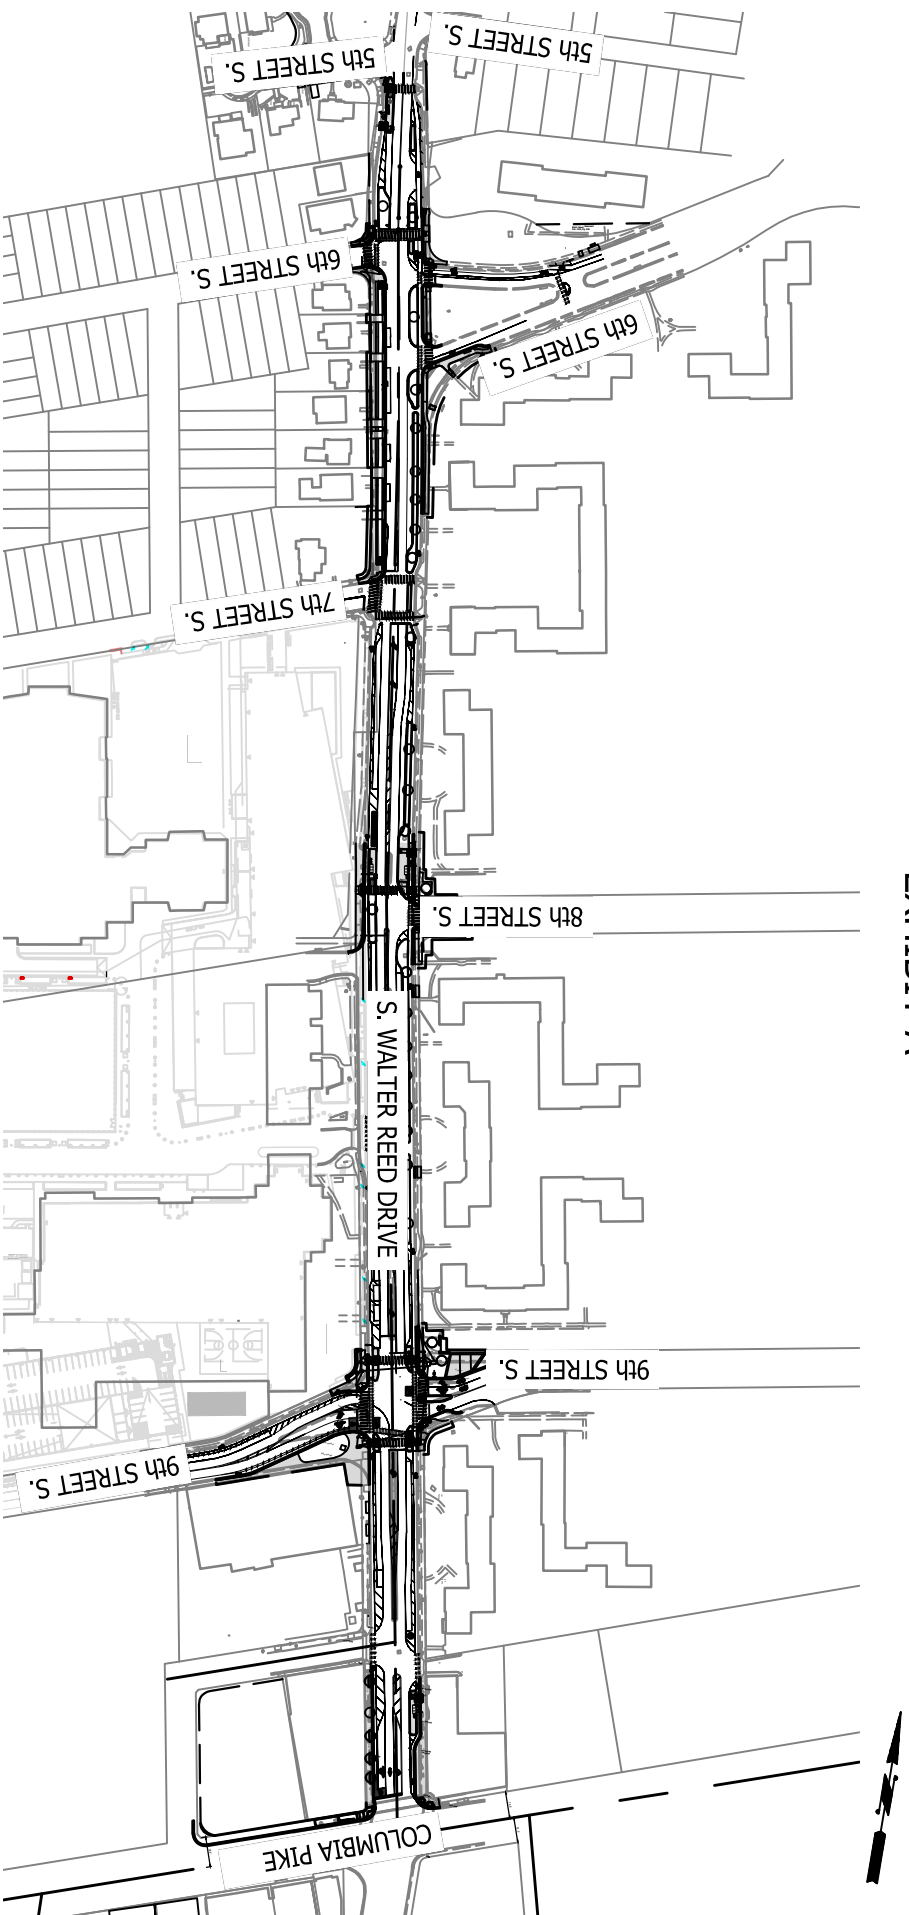 5th STREET S.
5th STREET S.
6th STREET S.
6th STREET S.
7th STREET S.
8th STREET S.
S. WALTER REED DRIVE
9th STREET S.
9th STREET S.
COLUMBIA PIKE